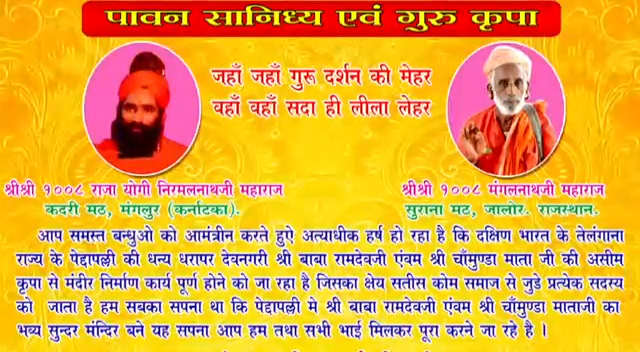 पावन सानिध्य एवं गुरु कृपा
जहाँ जहाँ गुरू दर्शन की मेहर
वहाँ वहाँ सदा ही लीला लेहर
श्रीश्री १००८ राजा योगी निरमलनाथजी महाराज
कदरी मठ, मंगलुर (कर्नाटका).
श्रीश्री १००८ मंगलनाथजी महाराज
सुराना मठ, जालोर. राजस्थान.
आप समस्त बन्धुओ को आमंत्रीन करते हुऐ अत्याधीक हर्ष हो रहा है कि दक्षिण भारत के तेलंगाना
राज्य के पेद्दापल्ली की धन्य धरापर देवनगरी श्री बाबा रामदेवजी एंवम श्री चाँमुण्डा माता जी की असीम
कृपा से मंदीर निर्माण कार्य पूर्ण होने को जा रहा है जिसका क्षेय सतीस कोम समाज से जुडे प्रत्येक सदस्य
को जाता है हम सबका सपना था कि पेद्दापल्ली मे श्री बाबा रामदेवजी एंवम श्री चाँमुण्डा माताजी का
भव्य सुन्दर मंन्दिर बने यह सपना आप हम तथा सभी भाई मिलकर पूरा करने जा रहे है ।